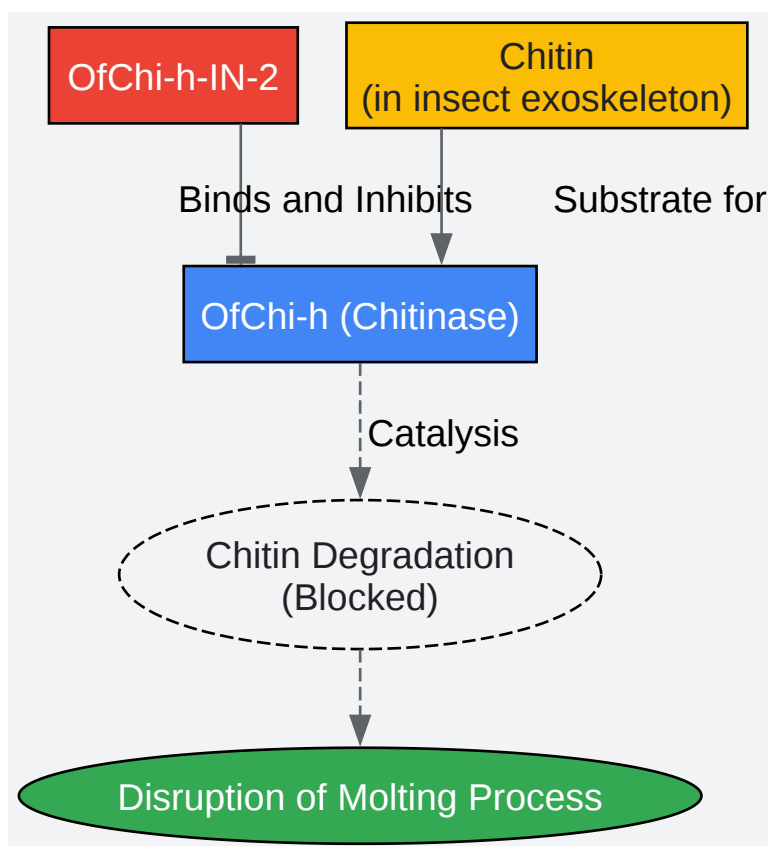 OfChi-h-IN-2
Chitin
(in insect exoskeleton)
Binds and Inhibits
Substrate for
OfChi-h (Chitinase)
Catalysis
Chitin Degradation
(Blocked)
Disruption of Molting Process